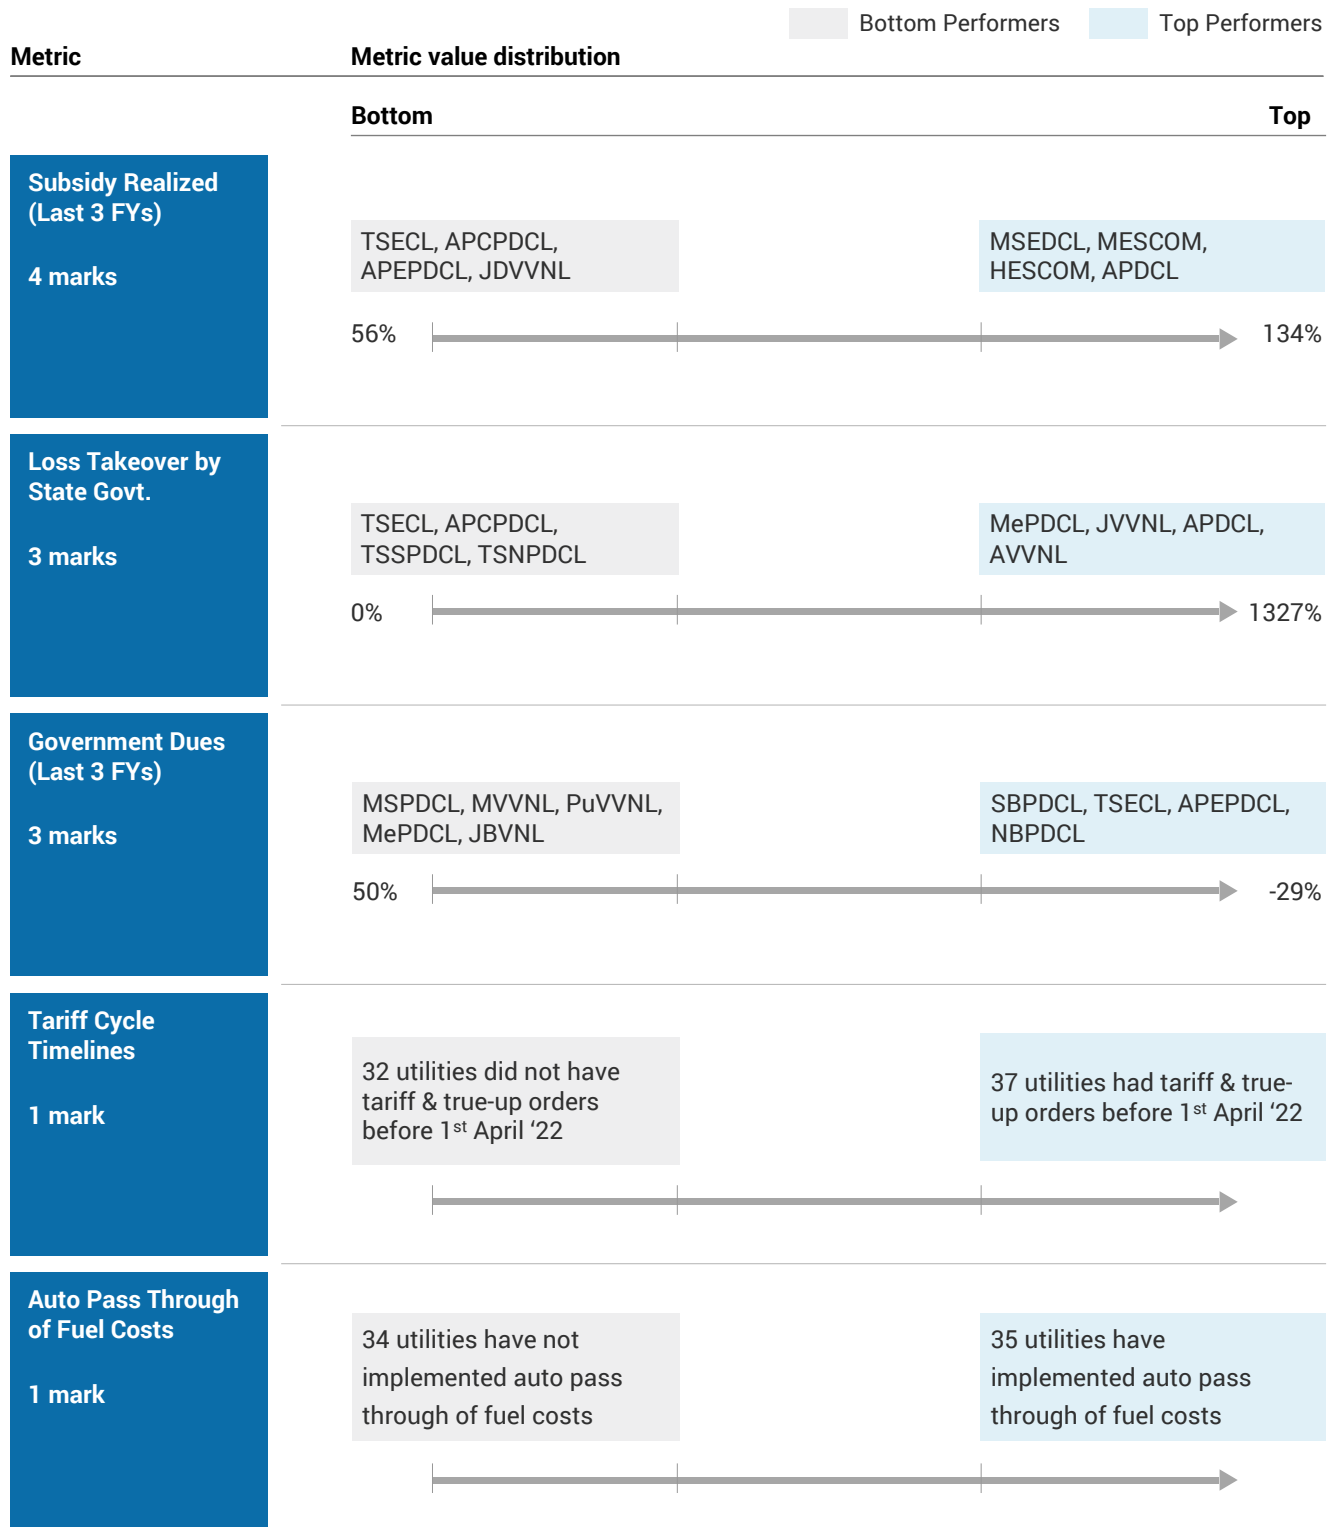 Bottom Performers
Top Performers
Metric
Metric value distribution
Bottom
Top
Subsidy Realized
(Last 3 FYs)
4 marks
TSECL, APCPDCL,
APEPDCL, JDVVNL
MSEDCL, MESCOM,
HESCOM, APDCL
56%
134%
Loss Takeover by
State Govt.
3 marks
TSECL, APCPDCL,
TSSPDCL, TSNPDCL
MePDCL, JVVNL, APDCL,
AVVNL
0%
1327%
Government Dues
(Last 3 FYs)
3 marks
MSPDCL, MVVNL, PuVVNL,
MePDCL, JBVNL
SBPDCL, TSECL, APEPDCL,
NBPDCL
50%
-29%
Tariff Cycle
Timelines
1 mark
32 utilities did not have
tariff & true-up orders
before 1st April ‘22
37 utilities had tariff & true-
up orders before 1st April ‘22
Auto Pass Through
of Fuel Costs
1 mark
34 utilities have not
implemented auto pass
through of fuel costs
35 utilities have
implemented auto pass
through of fuel costs